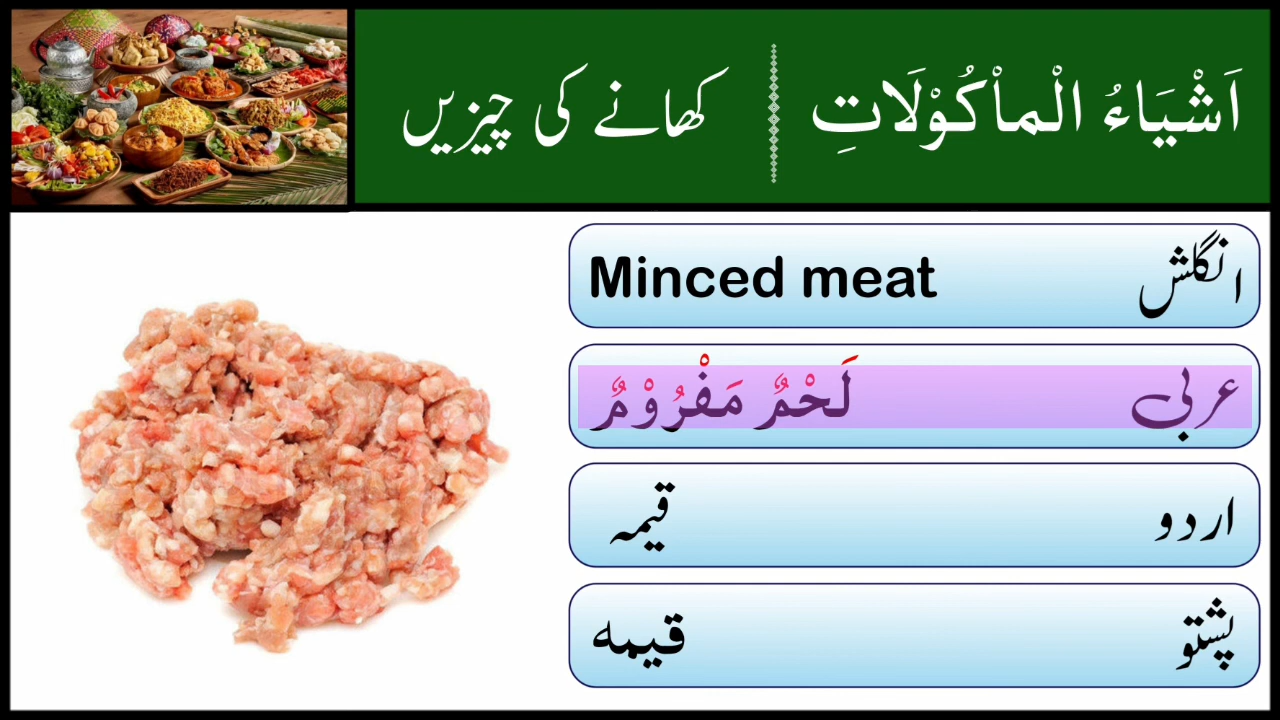 اَشْيَاءُ الْماْكُوْلَاتِ
کھانے کی چیزیں
انگلش Minced meat
عربی لَحْمٌ مَفْرُوْمٌ
اردو قیمہ
پشتو قیمه